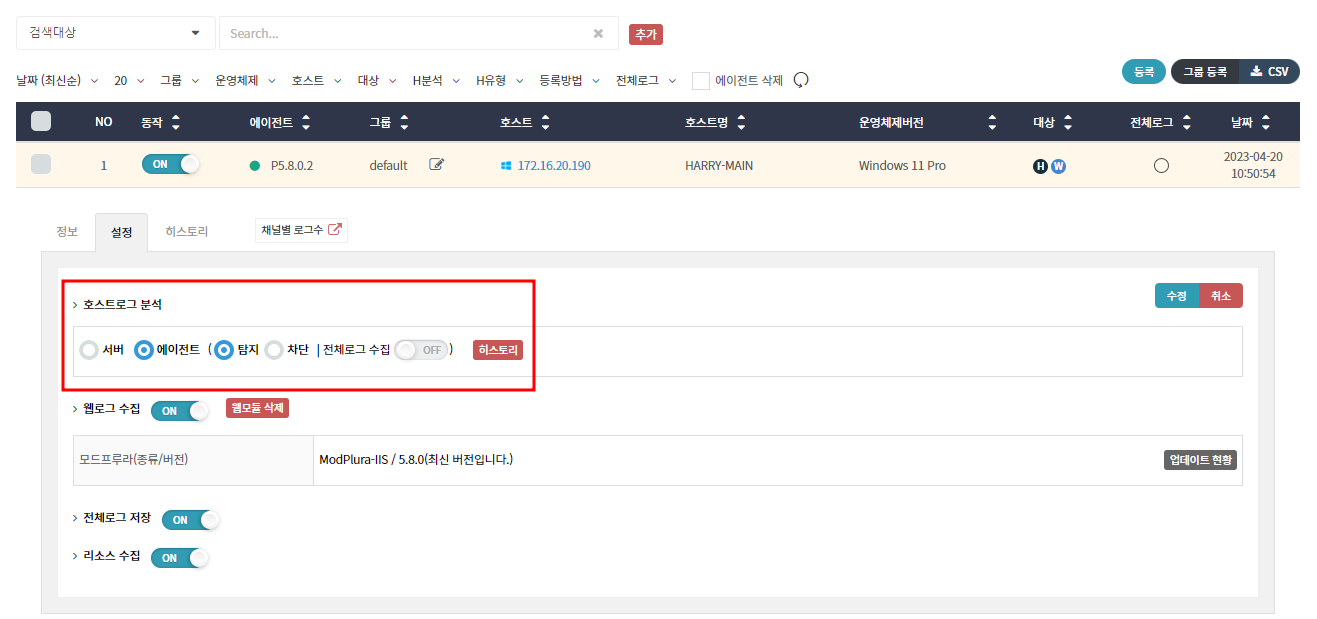 검색대상 Search... 추가
날짜 (최신순) 20 그룹 운영체제 호스트 대상 H분석 H유형 등록방법 전체로그 에이전트 삭제 등록 그룹 등록 CSV
NO 동작 에이전트 그룹 호스트 호스트명 운영체제버전 대상 전체로그 날짜
1 ON P5.8.0.2 default 172.16.20.190 HARRY-MAIN Windows 11 Pro H W 2023-04-20
10:50:54
정보 설정 히스토리 채널별 로그수
호스트로그 분석 수정 취소
서버 에이전트 ( 탐지 차단 | 전체로그 수집 OFF ) 히스토리
웹로그 수집 ON 웹모듈 삭제
모드프루라(종류/버전) ModPlura-IIS / 5.8.0(최신 버전입니다.) 업데이트 현황
전체로그 저장 ON
리소스 수집 ON